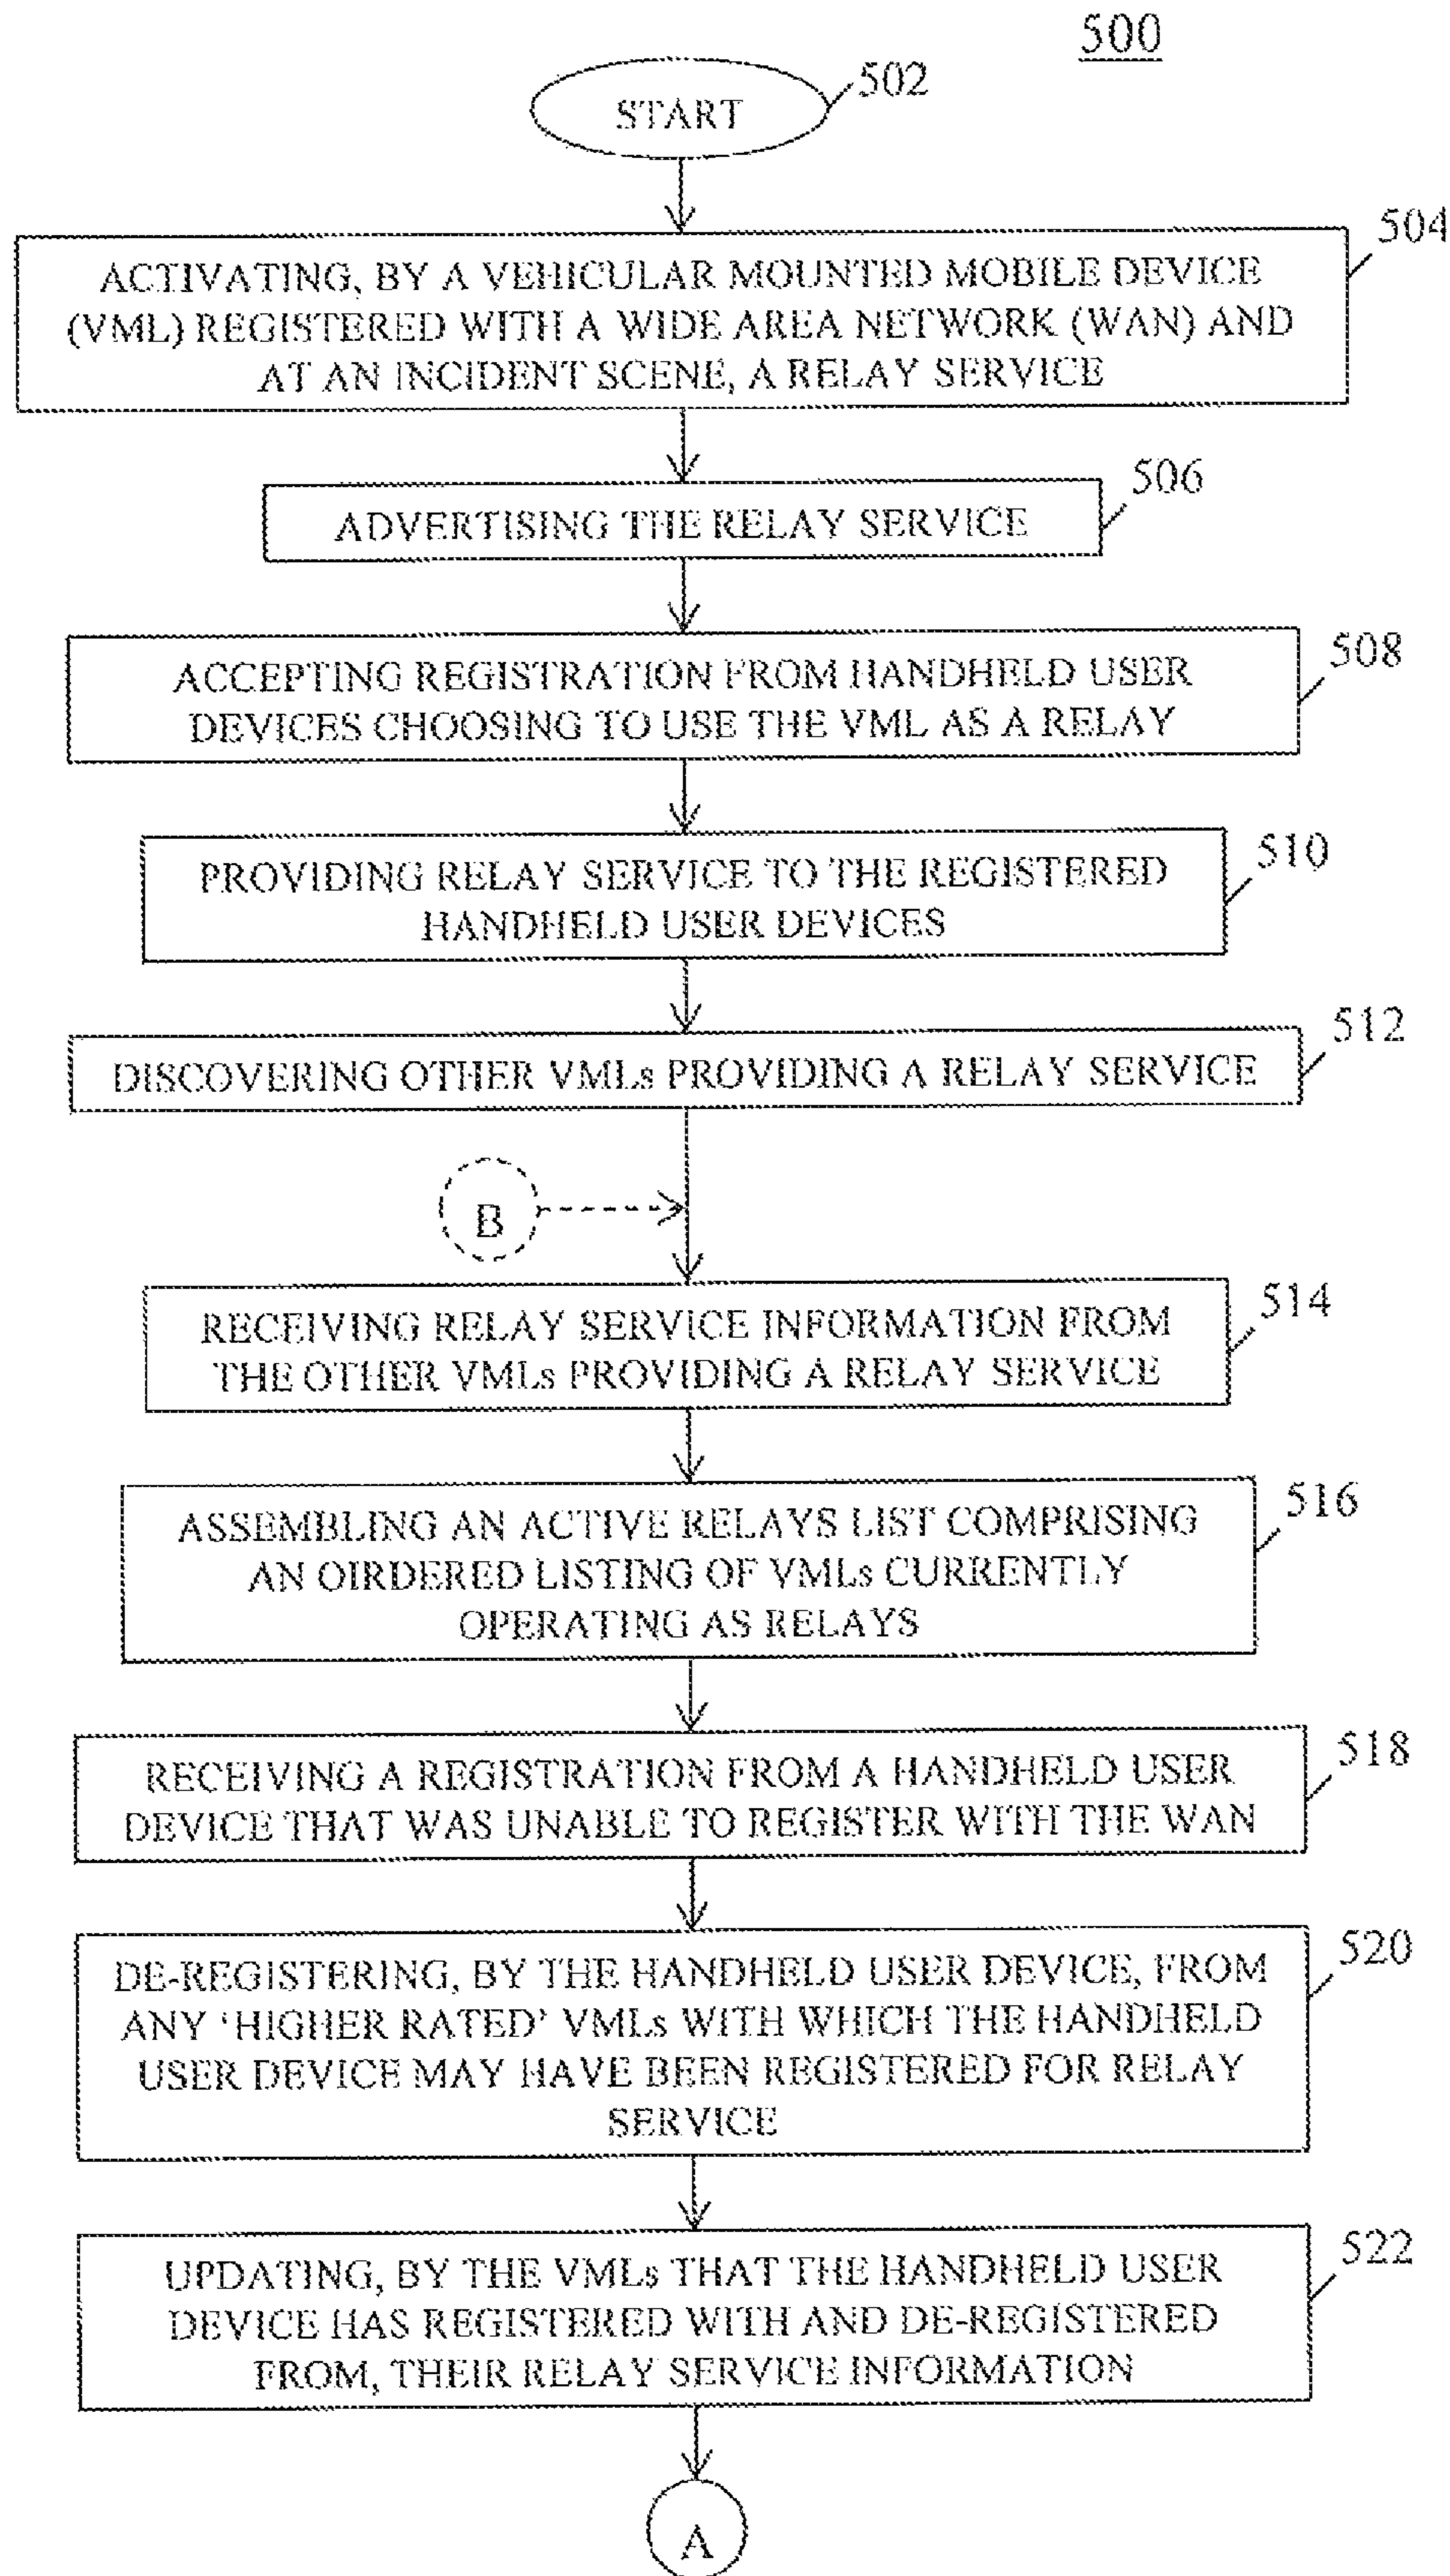 500
START
502
504
ACTIVATING, BY A VEHICULAR MOUNTED MOBILE DEVICE
(VML) REGISTERED WITH A WIDE AREA NETWORK (WAN) AND
AT AN INCIDENT SCENE, A RELAY SERVICE
506
ADVERTISING THE RELAY SERVICE
508
ACCEPTING REGISTRATION FROM HANDHELD USER
DEVICES CHOOSING TO USE THE VML AS A RELAY
510
PROVIDING RELAY SERVICE TO THE REGISTERED
HANDHELD USER DEVICES
512
DISCOVERING OTHER VMLs PROVIDING A RELAY SERVICE
B
514
RECEIVING RELAY SERVICE INFORMATION FROM
THE OTHER VMLs PROVIDING A RELAY SERVICE
516
ASSEMBLING AN ACTIVE RELAYS LIST COMPRISING
AN OIRDERED LISTING OF VMLs CURRENTLY
OPERATING AS RELAYS
518
RECEIVING A REGISTRATION FROM A HANDHELD USER
DEVICE THAT WAS UNABLE TO REGISTER WITH THE WAN
520
DE-REGISTERING, BY THE HANDHELD USER DEVICE, FROM
ANY ‘HIGHER RATED’ VMLs WITH WHICH THE HANDHELD
USER DEVICE MAY HAVE BEEN REGISTERED FOR RELAY
SERVICE
522
UPDATING, BY THE VMLs THAT THE HANDHELD USER
DEVICE HAS REGISTERED WITH AND DE-REGISTERED
FROM, THEIR RELAY SERVICE INFORMATION
A